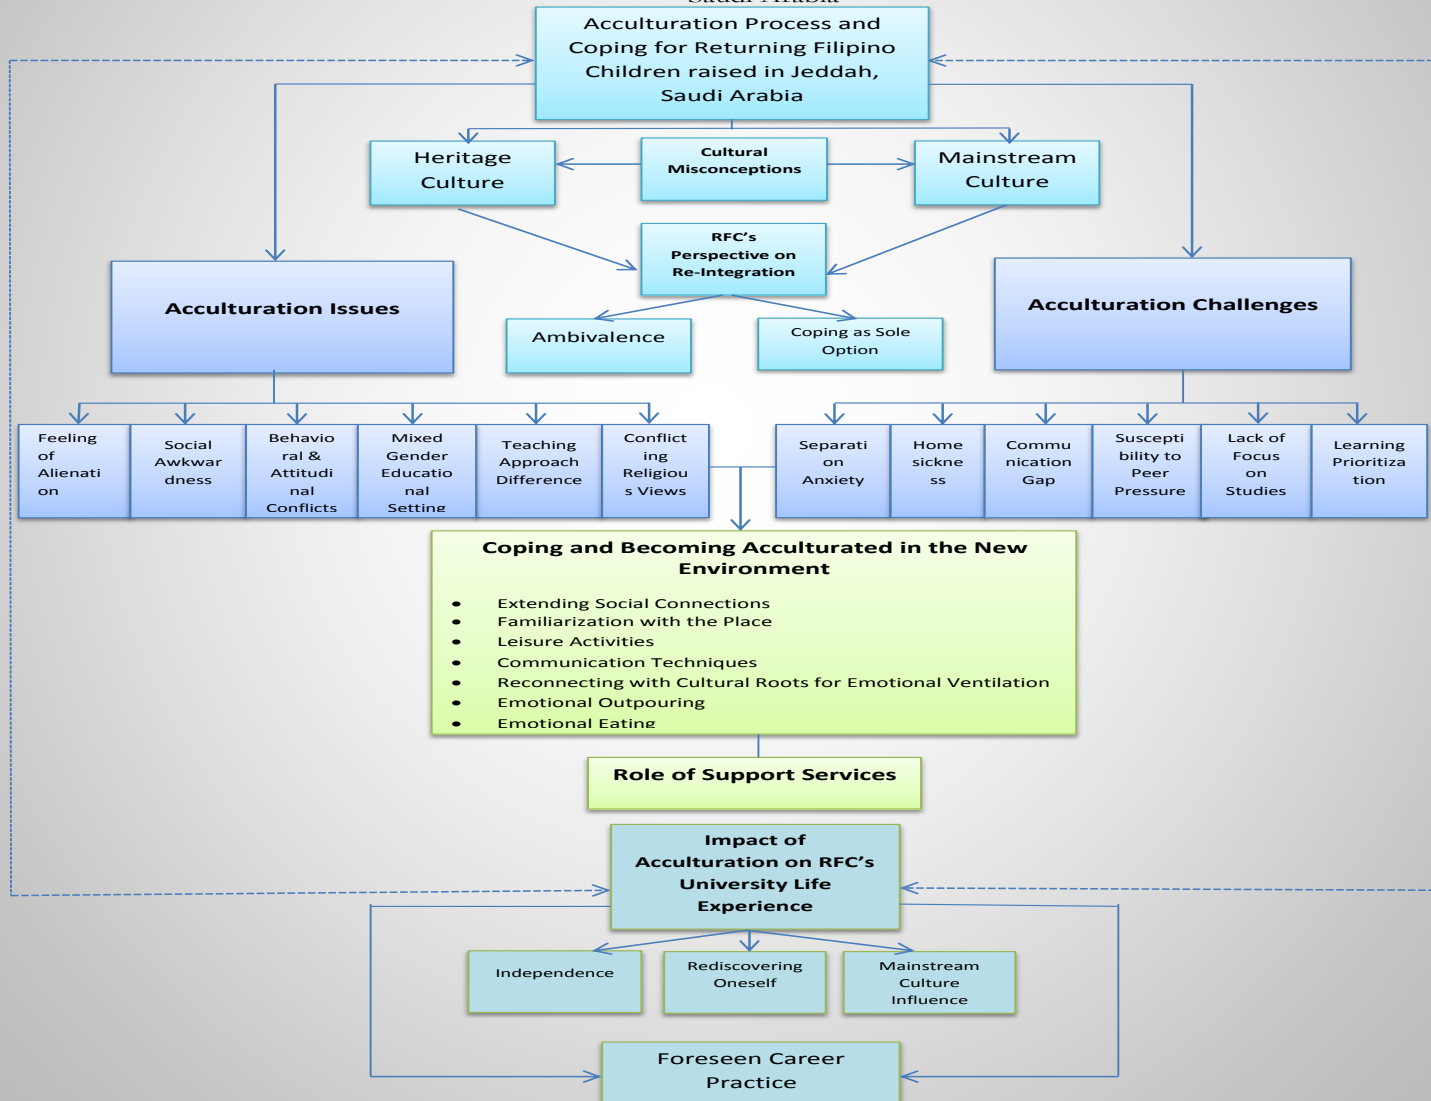 Saudi Arabia
Acculturation Process and
Coping for Returning Filipino
Children raised in Jeddah,
Saudi Arabia
Heritage
Culture
Cultural
Misconceptions
Mainstream
Culture
RFC’s
Perspective on
Re-Integration
Acculturation Issues
Acculturation Challenges
Ambivalence
Coping as Sole
Option
Feeling
of
Alienati
on
Social
Awkwar
dness
Behavio
ral &
Attitudi
nal
Conflicts
Mixed
Gender
Educatio
nal
Setting
Teaching
Approach
Difference
Conflict
ing
Religiou
s Views
Separati
on
Anxiety
Home
sickne
ss
Commu
nication
Gap
Suscepti
bility to
Peer
Pressure
Lack of
Focus
on
Studies
Learning
Prioritiza
tion
Coping and Becoming Acculturated in the New
Environment
• Extending Social Connections
• Familiarization with the Place
• Leisure Activities
• Communication Techniques
• Reconnecting with Cultural Roots for Emotional Ventilation
• Emotional Outpouring
• Emotional Eating
Role of Support Services
Impact of
Acculturation on RFC’s
University Life
Experience
Independence
Rediscovering
Oneself
Mainstream
Culture
Influence
Foreseen Career
Practice